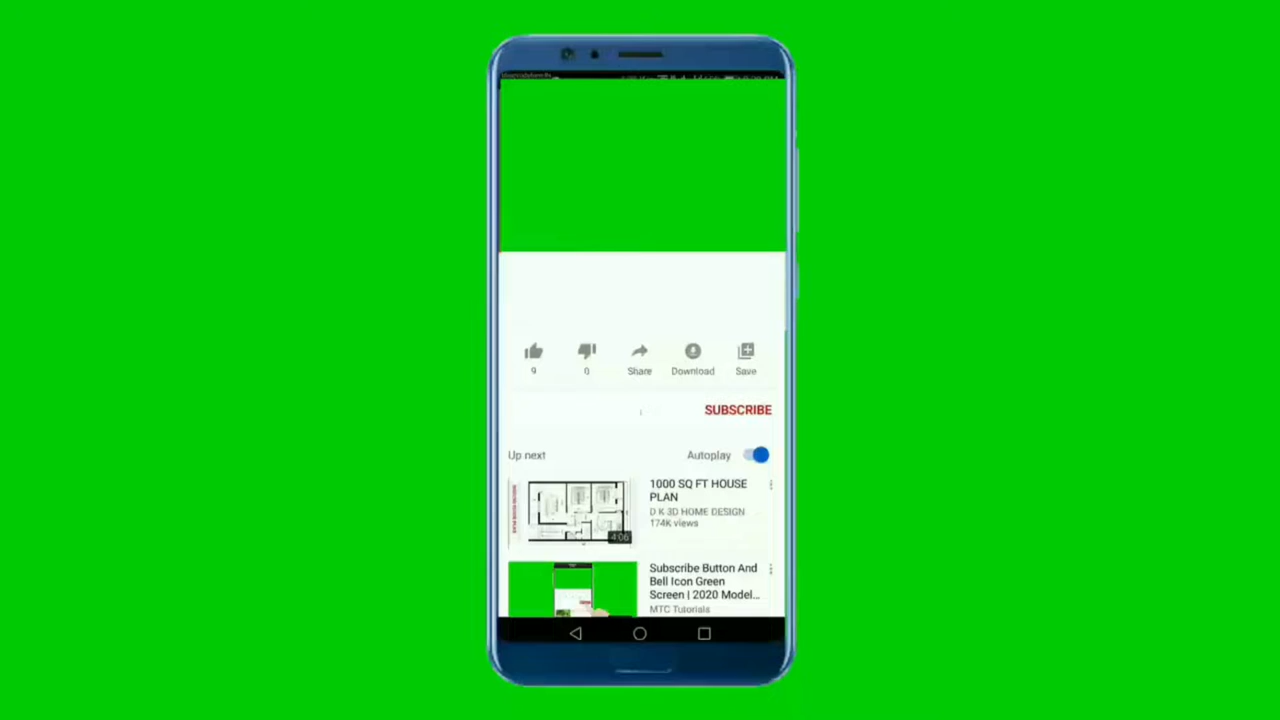 9
0
Share
Download
Save
SUBSCRIBE
Up next
Autoplay
1000 SQ FT HOUSE
PLAN
D K 3D HOME DESIGN
174K views
4:06
Subscribe Button And
Bell Icon Green
Screen | 2020 Model...
MTC Tutorials